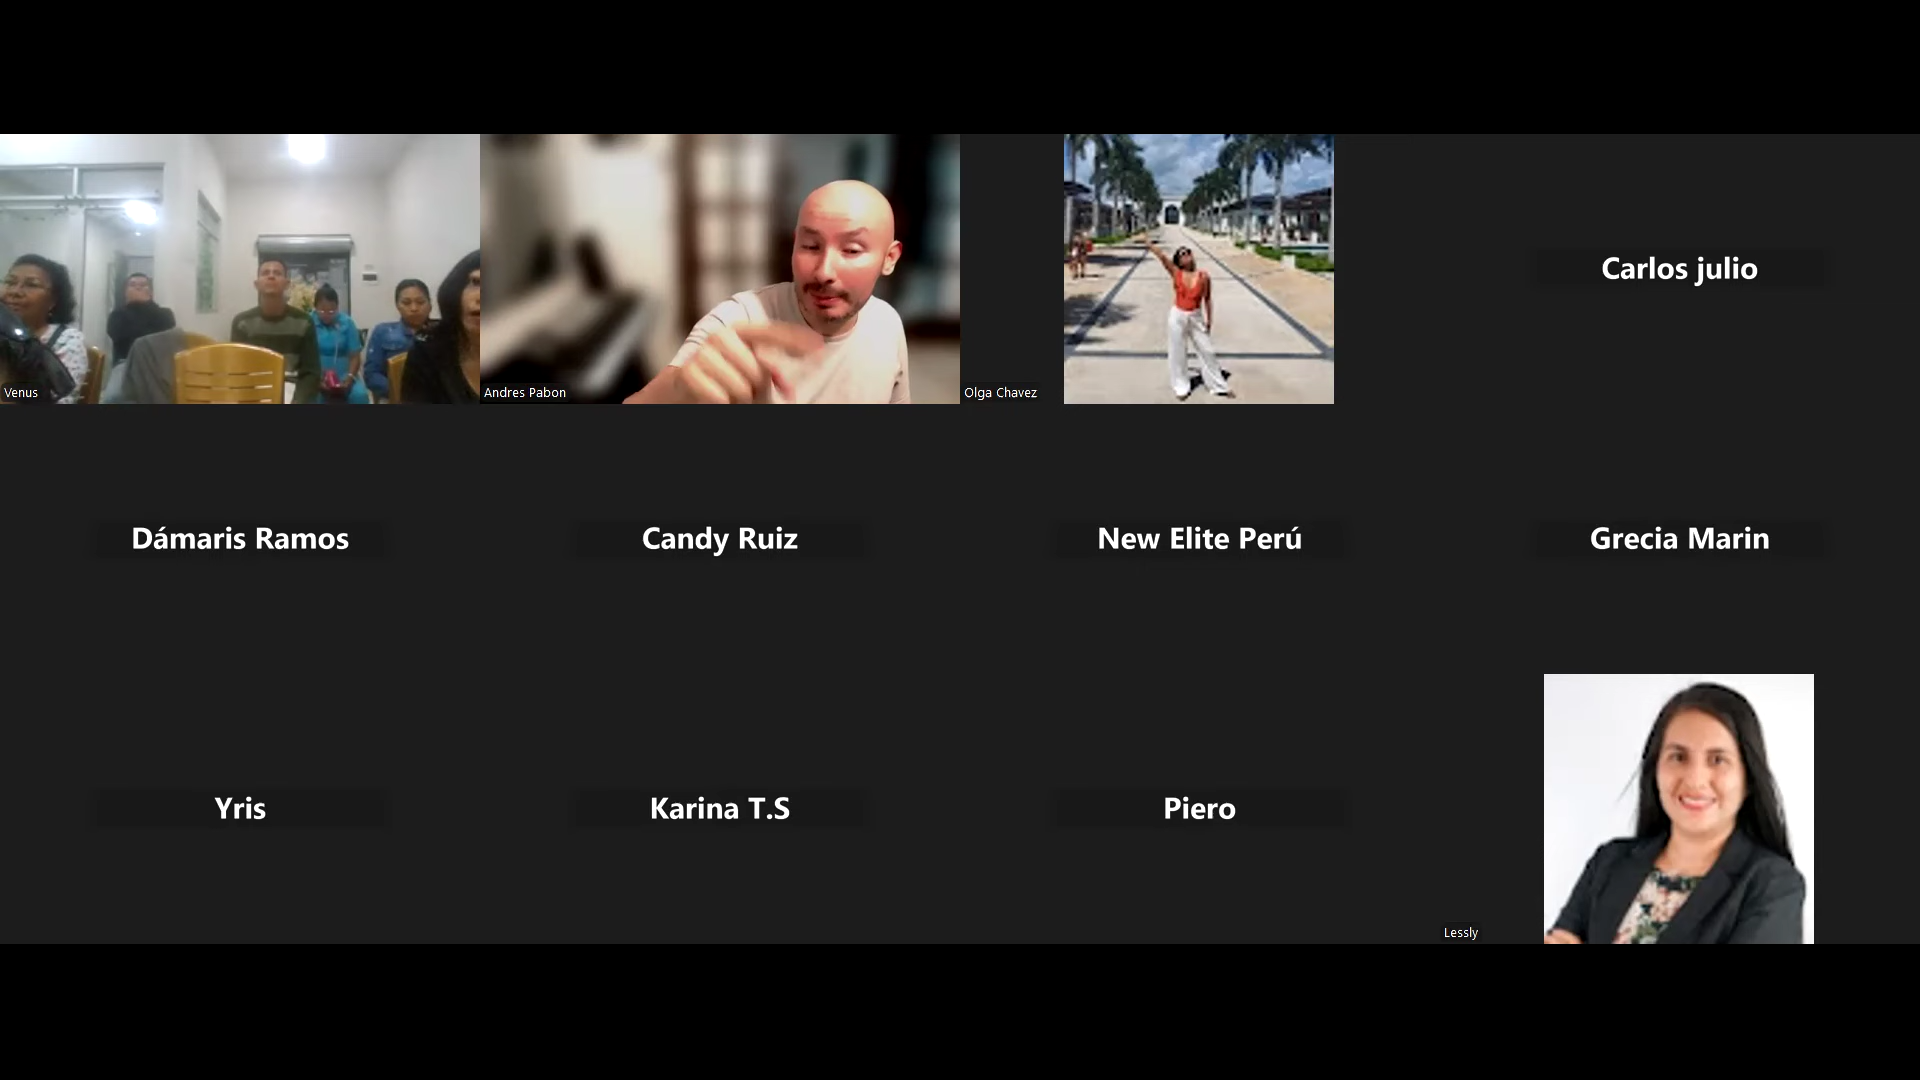 Venus
Andres Pabon
Olga Chavez
Carlos julio
Dámaris Ramos
Candy Ruiz
New Elite Perú
Grecia Marin
Yris
Karina T.S
Piero
Lessly